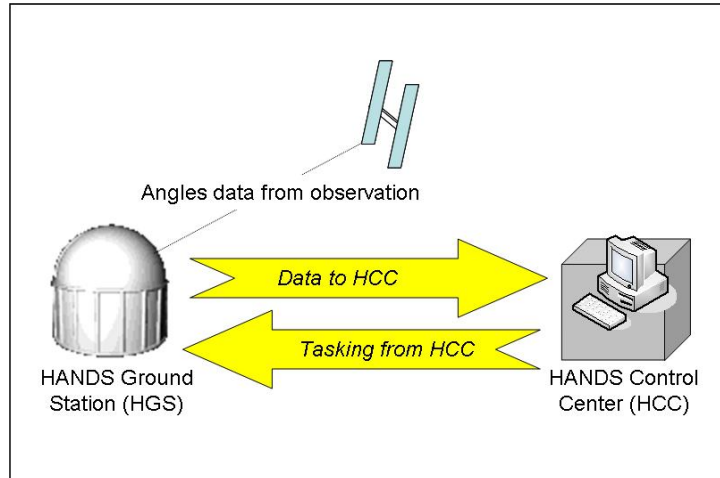 Angles data from observation
Data to HCC
Tasking from HCC
HANDS Ground
Station (HGS)
HANDS Control
Center (HCC)